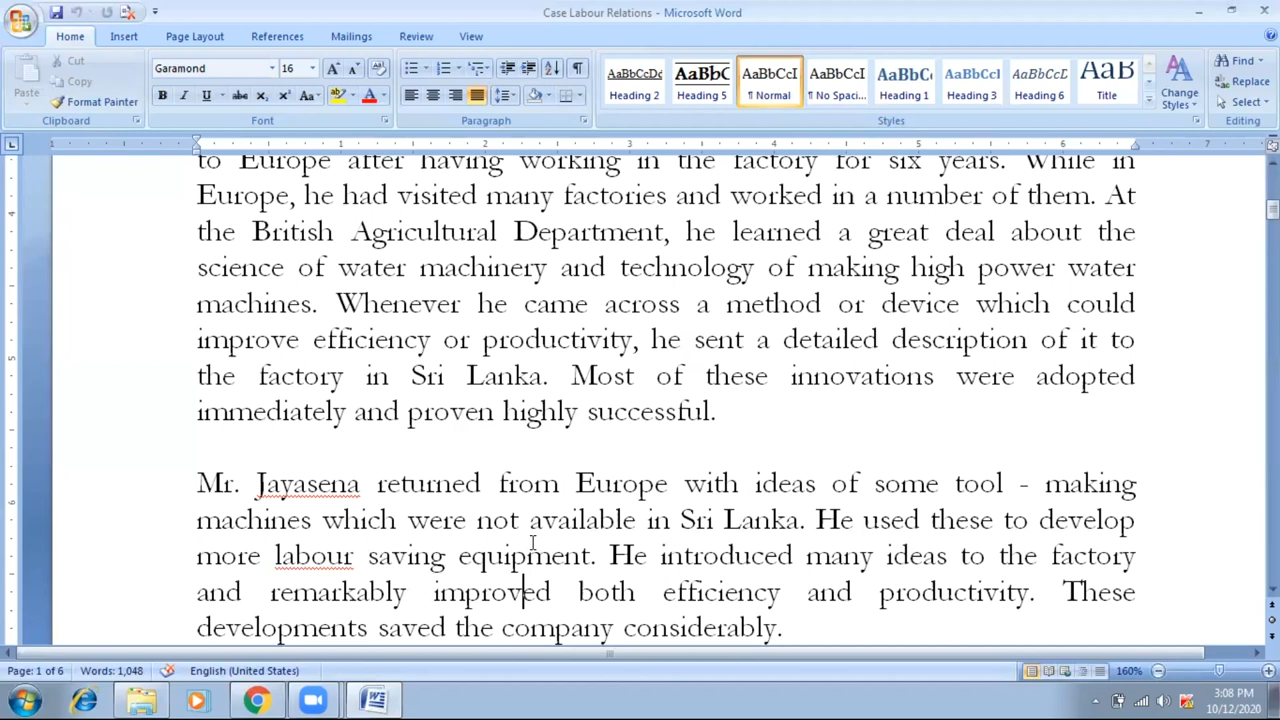 Case Labour Relations - Microsoft Word
Home Insert Page Layout References Mailings Review View
Paste
Cut
Copy
Format Painter
Clipboard
Garamond 16
Font
Paragraph
AaBbCcDc AaBbC AaBbCcI AaBbCcI AaBbC AaBbCcI AaBbCcL AaB
Heading 2 Heading 5 ¶ Normal ¶ No Spaci... Heading 1 Heading 3 Heading 6 Title
Change Styles
Styles
Find
Replace
Select
Editing
to Europe after having working in the factory for six years. While in
Europe, he had visited many factories and worked in a number of them. At
the British Agricultural Department, he learned a great deal about the
science of water machinery and technology of making high power water
machines. Whenever he came across a method or device which could
improve efficiency or productivity, he sent a detailed description of it to
the factory in Sri Lanka. Most of these innovations were adopted
immediately and proven highly successful.
Mr. Jayasena returned from Europe with ideas of some tool - making
machines which were not available in Sri Lanka. He used these to develop
more labour saving equipment. He introduced many ideas to the factory
and remarkably improved both efficiency and productivity. These
developments saved the company considerably.
Page: 1 of 6 Words: 1,048 English (United States) 160%
3:08 PM
10/12/2020